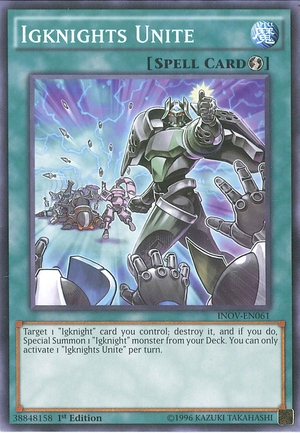 Igknights Unite
[Spell Card]
INOV-EN061
Target 1 "Igknight" card you control; destroy it, and if you do,
Special Summon 1 "Igknight" monster from your Deck. You can only
activate 1 "Igknights Unite" per turn.
38848158 1st Edition ©1996 KAZUKI TAKAHASHI